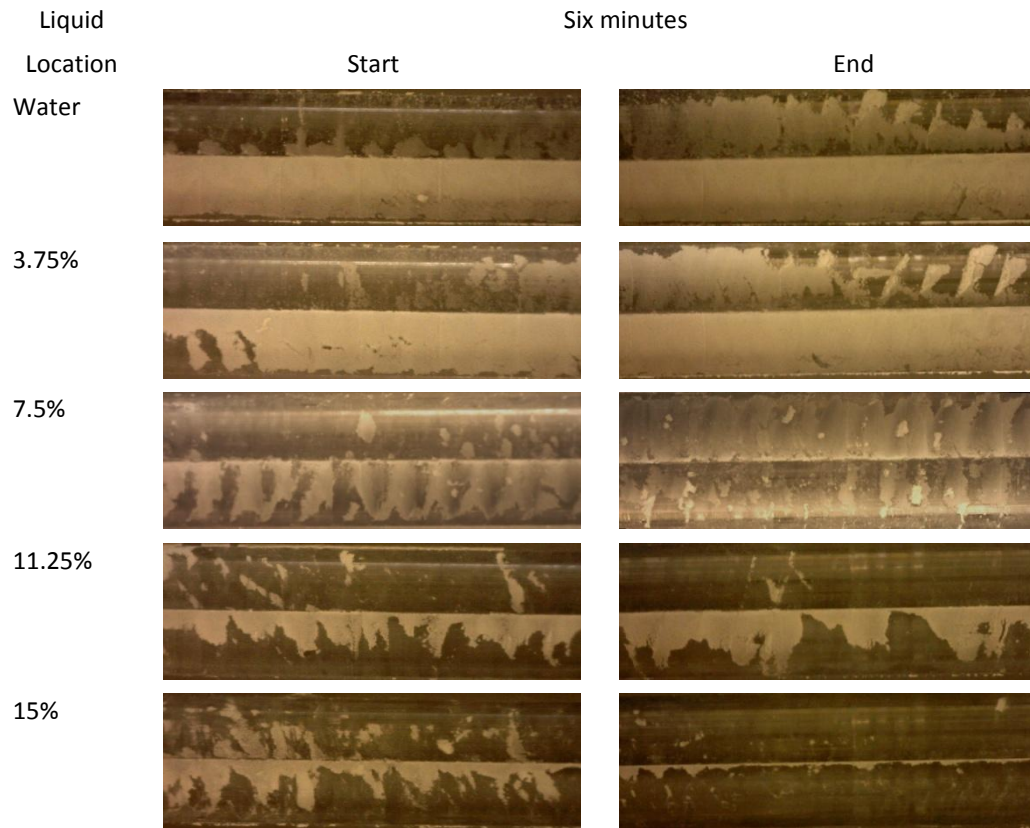 Liquid Six minutes
Location Start End
Water
3.75%
7.5%
11.25%
15%